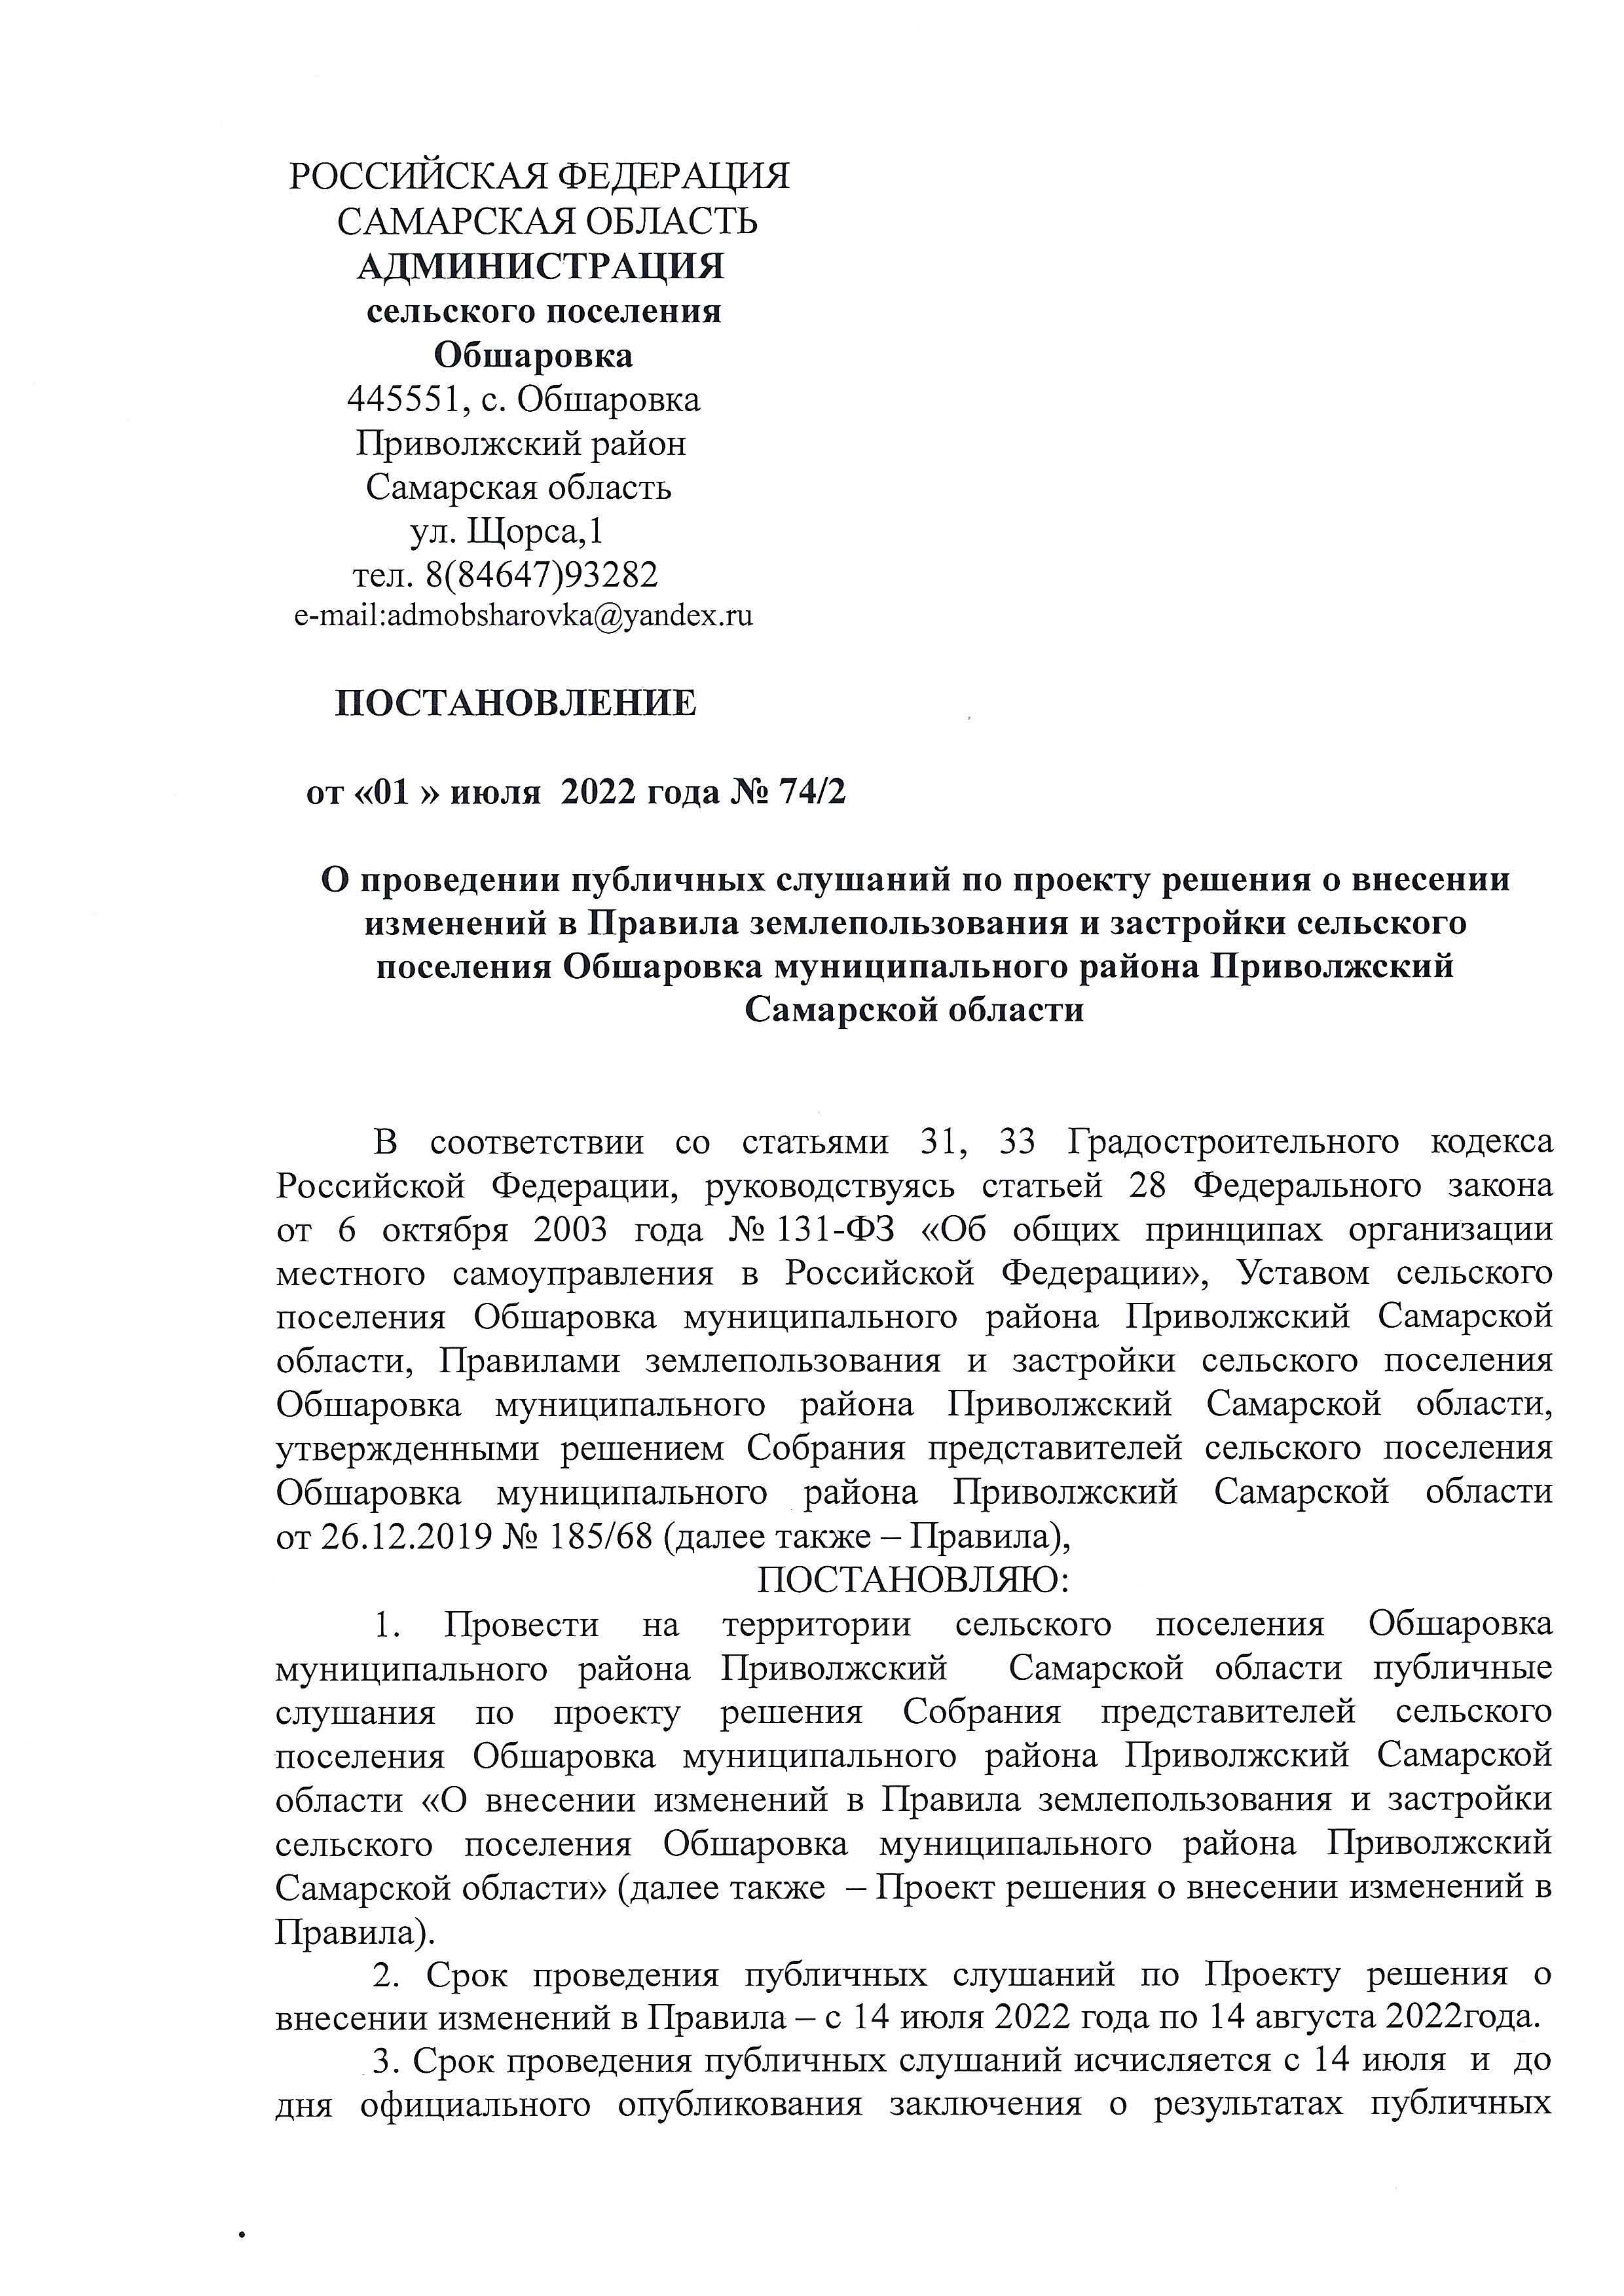 РОССИЙСКАЯ ФЕДЕРАЦИЯ
САМАРСКАЯ ОБЛАСТЬ
АДМИНИСТРАЦИЯ
сельского поселения
Обшаровка
445551, с. Обшаровка
Приволжский район
Самарская область
ул. Щорса,1
тел. 8(84647)93282
e-mail:admobsharovka@yandex.ru
ПОСТАНОВЛЕНИЕ
от «01 » июля 2022 года № 74/2
О проведении публичных слушаний по проекту решения о внесении
изменений в Правила землепользования и застройки сельского
поселения Обшаровка муниципального района Приволжский
Самарской области
В соответствии со статьями 31, 33 Градостроительного кодекса
Российской Федерации, руководствуясь статьей 28 Федерального закона
от 6 октября 2003 года № 131-ФЗ «Об общих принципах организации
местного самоуправления в Российской Федерации», Уставом сельского
поселения Обшаровка муниципального района Приволжский Самарской
области, Правилами землепользования и застройки сельского поселения
Обшаровка муниципального района Приволжский Самарской области,
утвержденными решением Собрания представителей сельского поселения
Обшаровка муниципального района Приволжский Самарской области
от 26.12.2019 № 185/68 (далее также – Правила),
ПОСТАНОВЛЯЮ:
1. Провести на территории сельского поселения Обшаровка
муниципального района Приволжский Самарской области публичные
слушания по проекту решения Собрания представителей сельского
поселения Обшаровка муниципального района Приволжский Самарской
области «О внесении изменений в Правила землепользования и застройки
сельского поселения Обшаровка муниципального района Приволжский
Самарской области» (далее также – Проект решения о внесении изменений в
Правила).
2. Срок проведения публичных слушаний по Проекту решения о
внесении изменений в Правила – с 14 июля 2022 года по 14 августа 2022года.
3. Срок проведения публичных слушаний исчисляется с 14 июля и до
дня официального опубликования заключения о результатах публичных